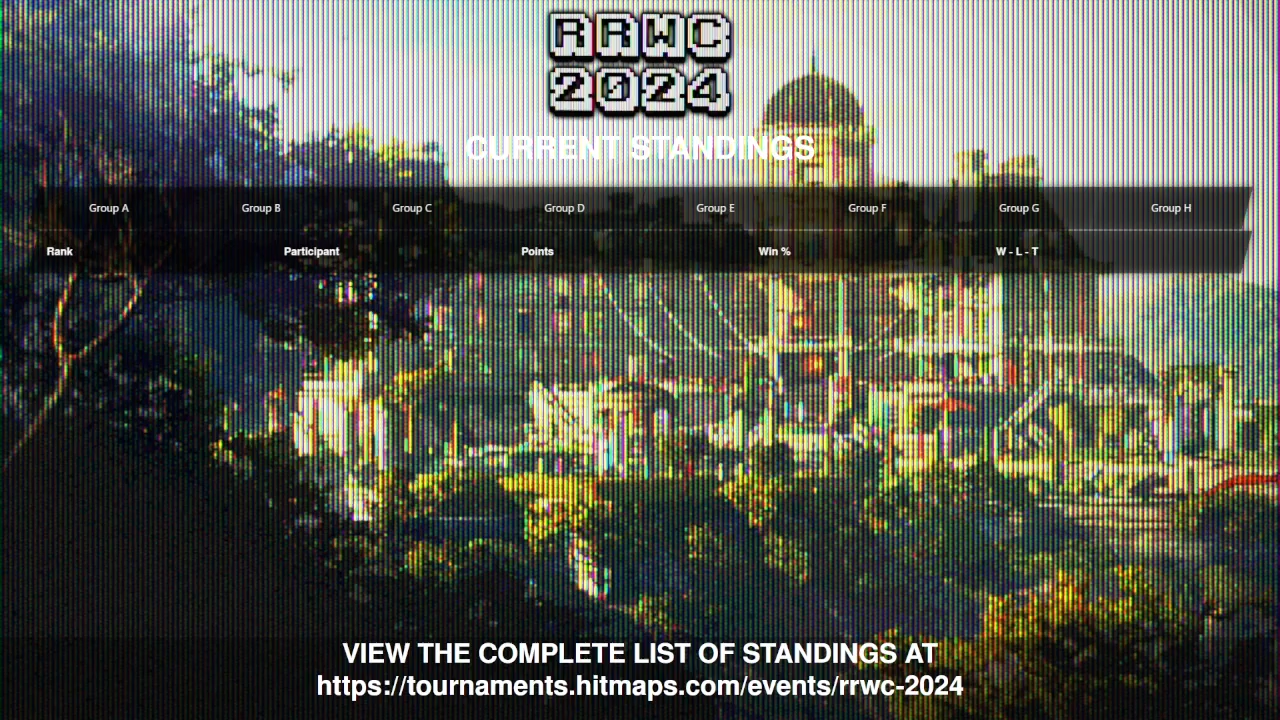 RRWC
2024
CURRENT STANDINGS
Group A Group B Group C Group D Group E Group F Group G Group H
Rank Participant Points Win % W - L - T
VIEW THE COMPLETE LIST OF STANDINGS AT
https://tournaments.hitmaps.com/events/rrwc-2024